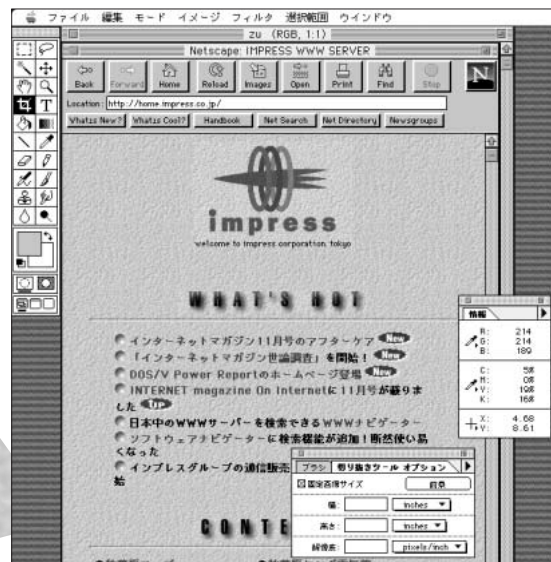 ファイル 編集 モード イメージ フィルタ 選択範囲 ウインドウ
zu (RGB, 1:1)
Netscape: IMPRESS WWW SERVER
Back Forward Home Reload Images Open Print Find Stop
N
Location: http://home.impress.co.jp/
What's New? What's Cool? Handbook Net Search Net Directory Newsgroups
T
impress
welcome to impress corporation, tokyo
WHAT'S HOT
インターネットマガジン11月号のアフターケア New
「インターネットマガジン世論調査」を開始! New
DOS/V Power Reportのホームページ登場 New
INTERNET magazine On Internetに11月号が載りま
した Up
日本中のWWWサーバーを検索できるWWWナビゲーター
ソフトウェアナビゲーターに検索機能が追加!断然使い易
くなった
インプレスグループの通信販売
始
CONTE
情報
R: 214
G: 214
B: 189
C: 5%
M: 0%
Y: 19%
K: 16%
X: 4.68
Y: 8.61
ブラシ 切り抜きツール オプション
固定画像サイズ 前景
幅: inches
高さ: inches
解像度: pixels/inch